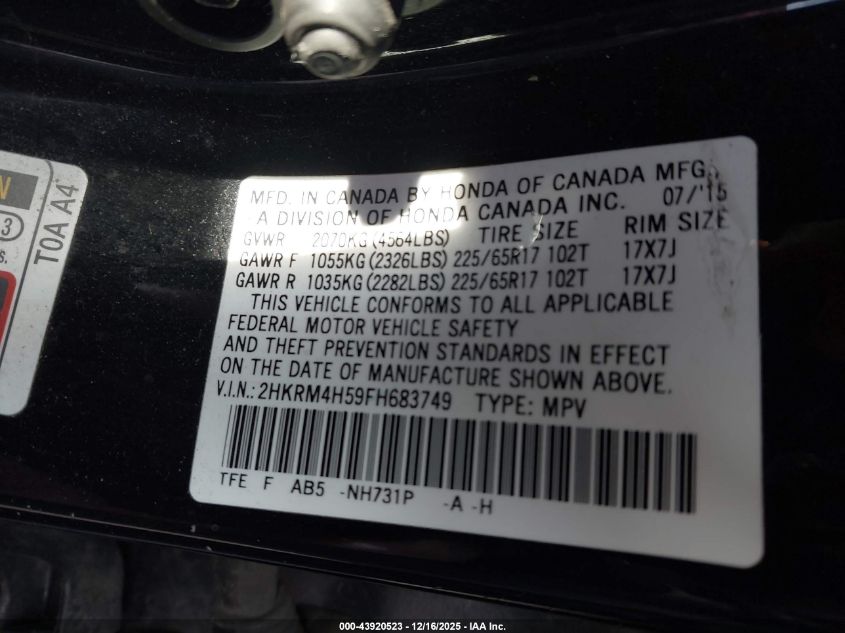 N
3
s.
T0A A4
MFD. IN CANADA BY HONDA OF CANADA MFG.
A DIVISION OF HONDA CANADA INC. 07/'15
GVWR 2070KG (4564LBS) TIRE SIZE RIM SIZE
GAWR F 1055KG (2326LBS) 225/65R17 102T 17X7J
GAWR R 1035KG (2282LBS) 225/65R17 102T 17X7J
THIS VEHICLE CONFORMS TO ALL APPLICABLE
FEDERAL MOTOR VEHICLE SAFETY
AND THEFT PREVENTION STANDARDS IN EFFECT
ON THE DATE OF MANUFACTURE SHOWN ABOVE.
V.I.N.: 2HKRM4H59FH683749 TYPE: MPV
TFE F AB5 -NH731P -A -H
000-43920523 - 12/16/2025 - IAA Inc.